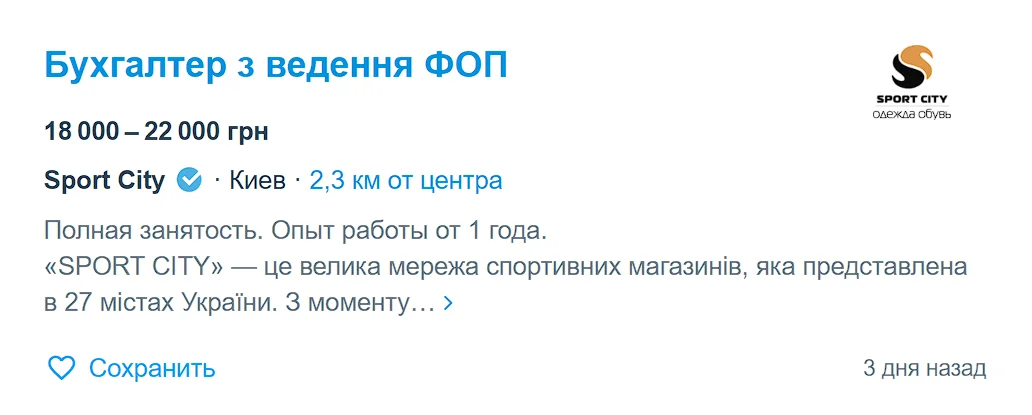 Бухгалтер з ведення ФОП
SPORT CITY
одежда обувь
18 000 – 22 000 грн
Sport City · Киев · 2,3 км от центра
Полная занятость. Опыт работы от 1 года.
«SPORT CITY» — це велика мережа спортивних магазинів, яка представлена
в 27 містах України. З моменту…
Сохранить
3 дня назад